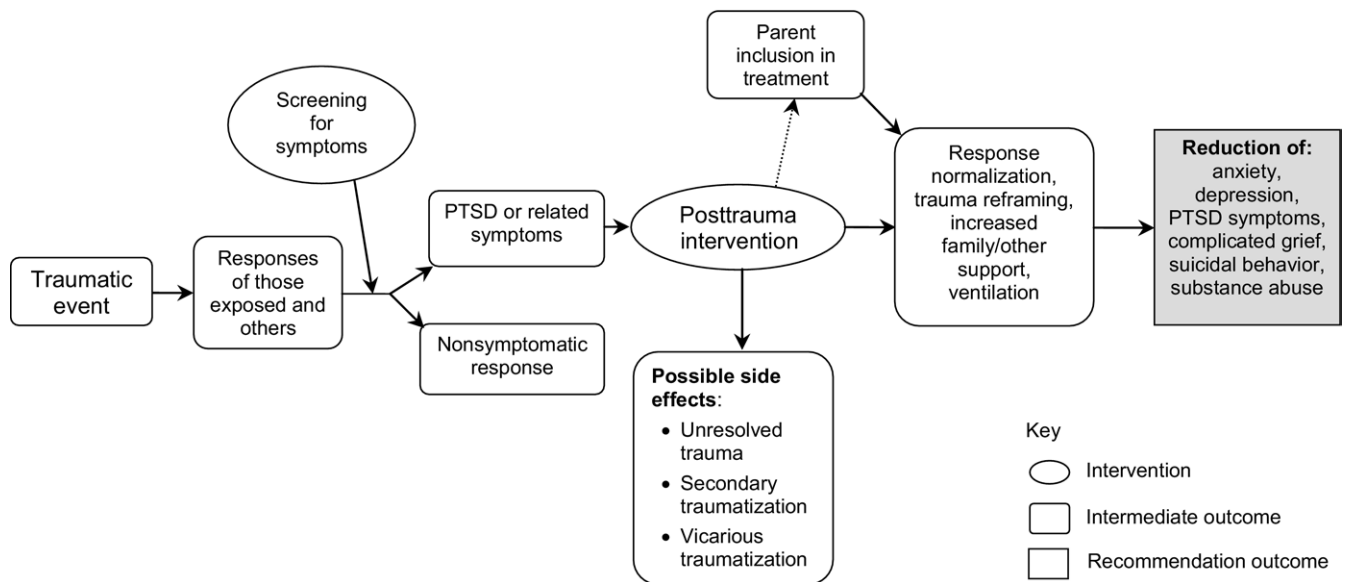 Traumatic
event
Responses
of those
exposed and
others
Screening
for
symptoms
PTSD or related
symptoms
Nonsymptomatic
response
Posttrauma
intervention
Parent
inclusion in
treatment
Possible side
effects:
• Unresolved
trauma
• Secondary
traumatization
• Vicarious
traumatization
Response
normalization,
trauma reframing,
increased
family/other
support,
ventilation
Reduction of:
anxiety,
depression,
PTSD symptoms,
complicated grief,
suicidal behavior,
substance abuse
Key
Intervention
Intermediate outcome
Recommendation outcome